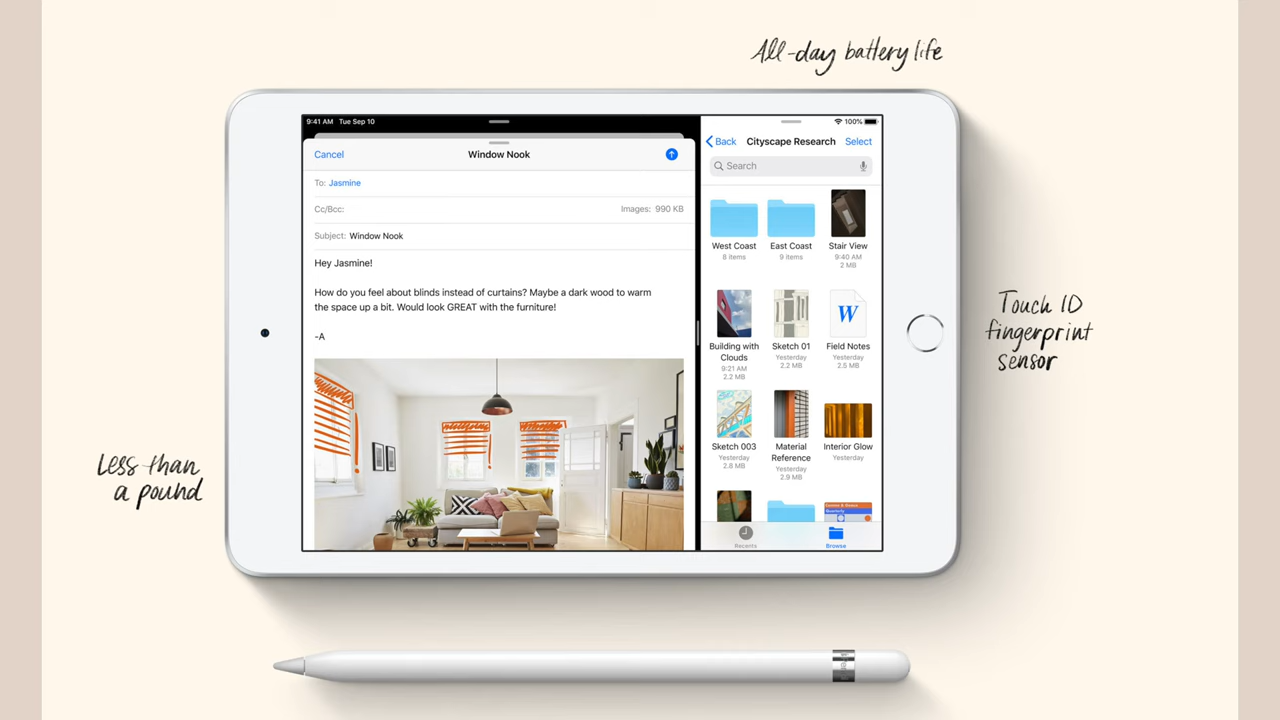 All-day battery life
9:41 AM Tue Sep 10
100%
Cancel
Window Nook
To: Jasmine
Cc/Bcc:
Images: 990 KB
Subject: Window Nook
Hey Jasmine!
How do you feel about blinds instead of curtains? Maybe a dark wood to warm
the space up a bit. Would look GREAT with the furniture!
-A
Back
Cityscape Research
Select
Search
West Coast
8 items
East Coast
9 items
Stair View
9:40 AM
2 MB
Building with
Clouds
9:21 AM
2.2 MB
Sketch 01
Yesterday
2.2 MB
W
Field Notes
Yesterday
2.5 MB
Sketch 003
Yesterday
2.8 MB
Material
Reference
Yesterday
2.9 MB
Interior Glow
Yesterday
Quarterly
Recents
Browse
Touch ID
fingerprint
sensor
Less than
a pound